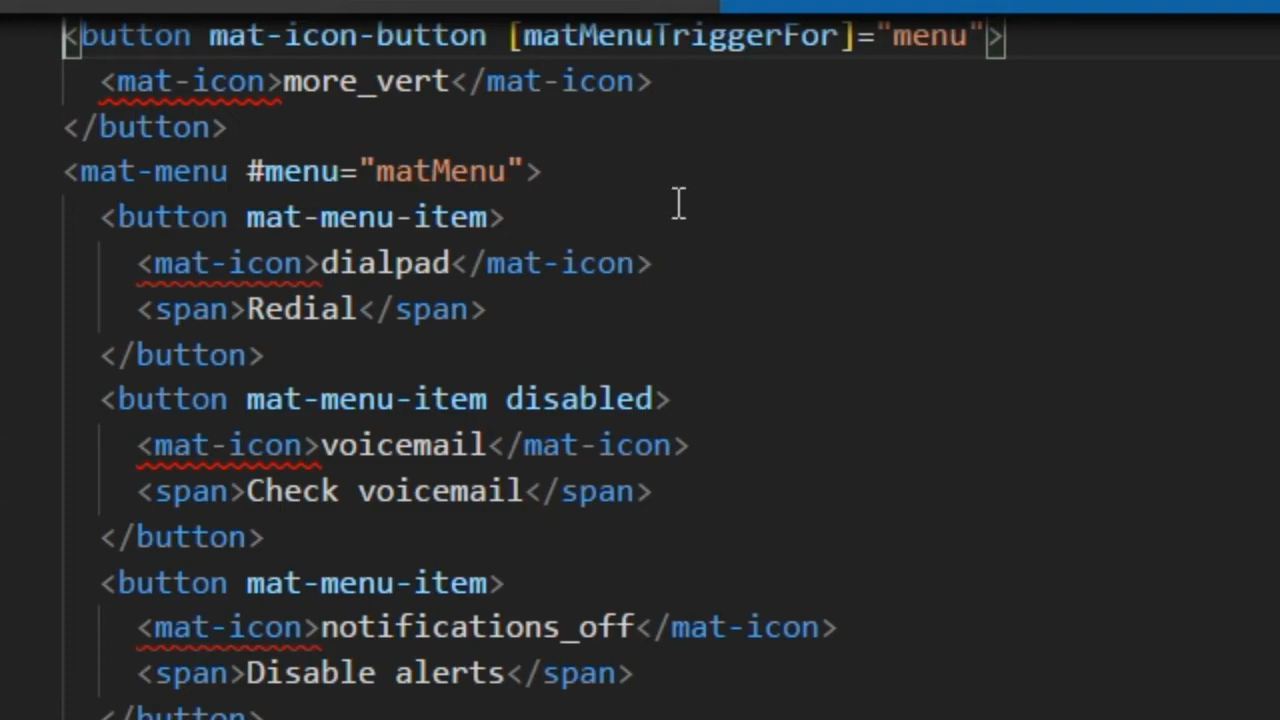 <button mat-icon-button [matMenuTriggerFor]="menu">
<mat-icon>more_vert</mat-icon>
</button>
<mat-menu #menu="matMenu">
<button mat-menu-item>
<mat-icon>dialpad</mat-icon>
<span>Redial</span>
</button>
<button mat-menu-item disabled>
<mat-icon>voicemail</mat-icon>
<span>Check voicemail</span>
</button>
<button mat-menu-item>
<mat-icon>notifications_off</mat-icon>
<span>Disable alerts</span>
</button>